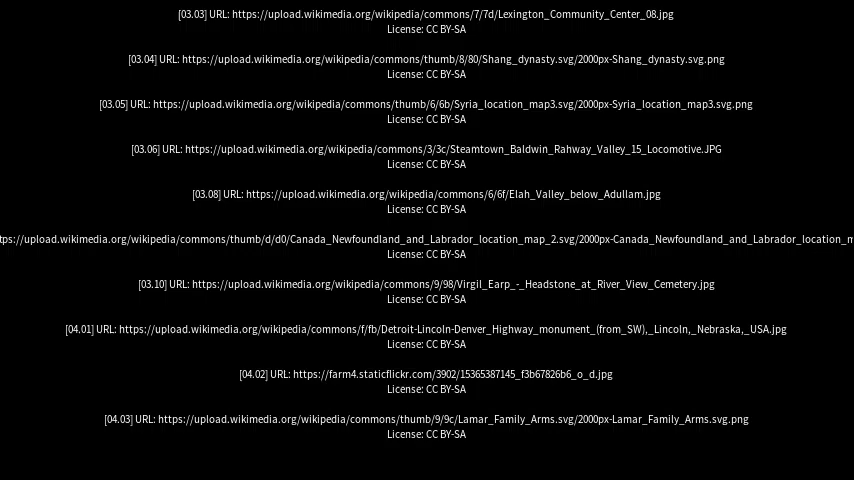 [03.03] URL: https://upload.wikimedia.org/wikipedia/commons/7/7d/Lexington_Community_Center_08.jpg
License: CC BY-SA
[03.04] URL: https://upload.wikimedia.org/wikipedia/commons/thumb/8/80/Shang_dynasty.svg/2000px-Shang_dynasty.svg.png
License: CC BY-SA
[03.05] URL: https://upload.wikimedia.org/wikipedia/commons/thumb/6/6b/Syria_location_map3.svg/2000px-Syria_location_map3.svg.png
License: CC BY-SA
[03.06] URL: https://upload.wikimedia.org/wikipedia/commons/3/3c/Steamtown_Baldwin_Rahway_Valley_15_Locomotive.JPG
License: CC BY-SA
[03.08] URL: https://upload.wikimedia.org/wikipedia/commons/6/6f/Elah_Valley_below_Adullam.jpg
License: CC BY-SA
tps://upload.wikimedia.org/wikipedia/commons/thumb/d/d0/Canada_Newfoundland_and_Labrador_location_map_2.svg/2000px-Canada_Newfoundland_and_Labrador_location_m
License: CC BY-SA
[03.10] URL: https://upload.wikimedia.org/wikipedia/commons/9/98/Virgil_Earp_-_Headstone_at_River_View_Cemetery.jpg
License: CC BY-SA
[04.01] URL: https://upload.wikimedia.org/wikipedia/commons/f/fb/Detroit-Lincoln-Denver_Highway_monument_(from_SW),_Lincoln,_Nebraska,_USA.jpg
License: CC BY-SA
[04.02] URL: https://farm4.staticflickr.com/3902/15365387145_f3b67826b6_o_d.jpg
License: CC BY-SA
[04.03] URL: https://upload.wikimedia.org/wikipedia/commons/thumb/9/9c/Lamar_Family_Arms.svg/2000px-Lamar_Family_Arms.svg.png
License: CC BY-SA